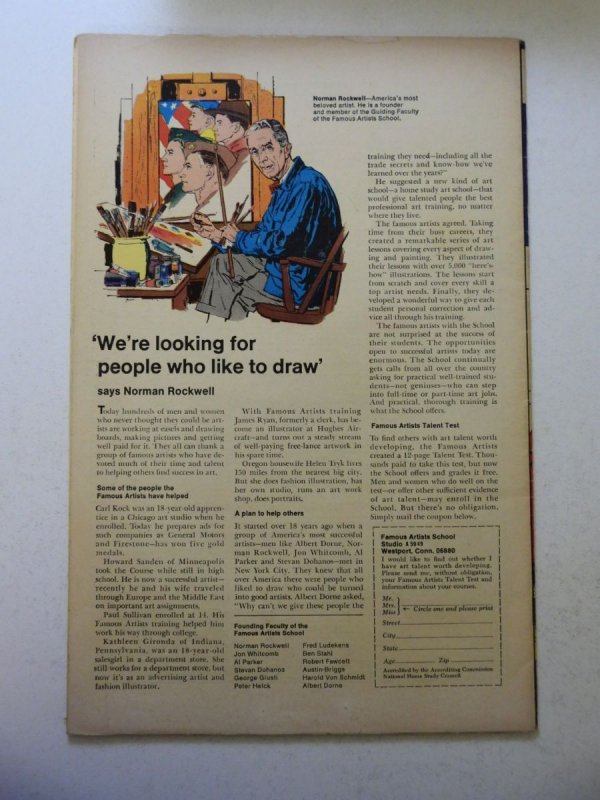 Norman Rockwell—America's most
beloved artist. He is a founder
and member of the Guiding Faculty
of the Famous Artists School.
'We're looking for
people who like to draw'
says Norman Rockwell
Today hundreds of men and women
who never thought they could be art-
ists are working at easels and drawing
boards, making pictures and getting
well paid for it. They all can thank a
group of famous artists who have de-
voted much of their time and talent
to helping others find success in art.
Some of the people the
Famous Artists have helped
Carl Kock was an 18-year-old appren-
tice in a Chicago art studio when he
enrolled. Today he prepares ads for
such companies as General Motors
and Firestone—has won five gold
medals.
Howard Sanden of Minneapolis
took the Course while still in high
school. He is now a successful artist—
recently he and his wife traveled
through Europe and the Middle East
on important art assignments.
Paul Sullivan enrolled at 14. His
Famous Artists training helped him
work his way through college.
Kathleen Gironda of Indiana,
Pennsylvania, was an 18-year-old
salesgirl in a department store. She
still works for a department store, but
now it's as an advertising artist and
fashion illustrator.
With Famous Artists training
James Ryan, formerly a clerk, has be-
come an illustrator at Hughes Air-
craft—and turns out a steady stream
of well-paying free-lance artwork in
his spare time.
Oregon housewife Helen Tryk lives
150 miles from the nearest big city.
But she does fashion illustration, has
her own studio, runs an art work
shop, does portraits.
A plan to help others
It started over 18 years ago when a
group of America's most successful
artists—men like Albert Dorne, Nor-
man Rockwell, Jon Whitcomb, Al
Parker and Stevan Dohanos—met in
New York City. They knew that all
over America there were people who
liked to draw who could be turned
into good artists. Albert Dorne asked,
"Why can't we give these people the
Founding Faculty of the
Famous Artists School
Norman Rockwell
Jon Whitcomb
Al Parker
Stevan Dohanos
George Giusti
Peter Helck
Fred Ludekens
Ben Stahl
Robert Fawcett
Austin-Briggs
Harold Von Schmidt
Albert Dorne
training they need—including all the
trade secrets and know-how we've
learned over the years?"
He suggested a new kind of art
school—a home study art school—that
would give talented people the best
professional art training, no matter
where they live.
The famous artists agreed. Taking
time from their busy careers, they
created a remarkable series of art
lessons covering every aspect of draw-
ing and painting. They illustrated
their lessons with over 5,000 "here's-
how" illustrations. The lessons start
from scratch and cover every skill a
top artist needs. Finally, they de-
veloped a wonderful way to give each
student personal correction and ad-
vice all through his training.
The famous artists with the School
are not surprised at the success of
their students. The opportunities
open to successful artists today are
enormous. The School continually
gets calls from all over the country
asking for practical well-trained stu-
dents—not geniuses—who can step
into full-time or part-time art jobs.
And practical, thorough training is
what the School offers.
Famous Artists Talent Test
To find others with art talent worth
developing, the Famous Artists
created a 12-page Talent Test. Thou-
sands paid to take this test, but now
the School offers and grades it free.
Men and women who do well on the
test—or offer other sufficient evidence
of art talent—may enroll in the
School. But there's no obligation.
Simply mail the coupon below.
Famous Artists School
Studio
Westport, Conn. 06880
I would like to find out whether I
have art talent worth developing.
Please send me, without obligation,
your Famous Artists Talent Test and
information about your courses.
Mr.
Mrs. ← Circle one and please print
Miss
Street
City
State
Age Zip
Accredited by the Accrediting Commission
National Home Study Council